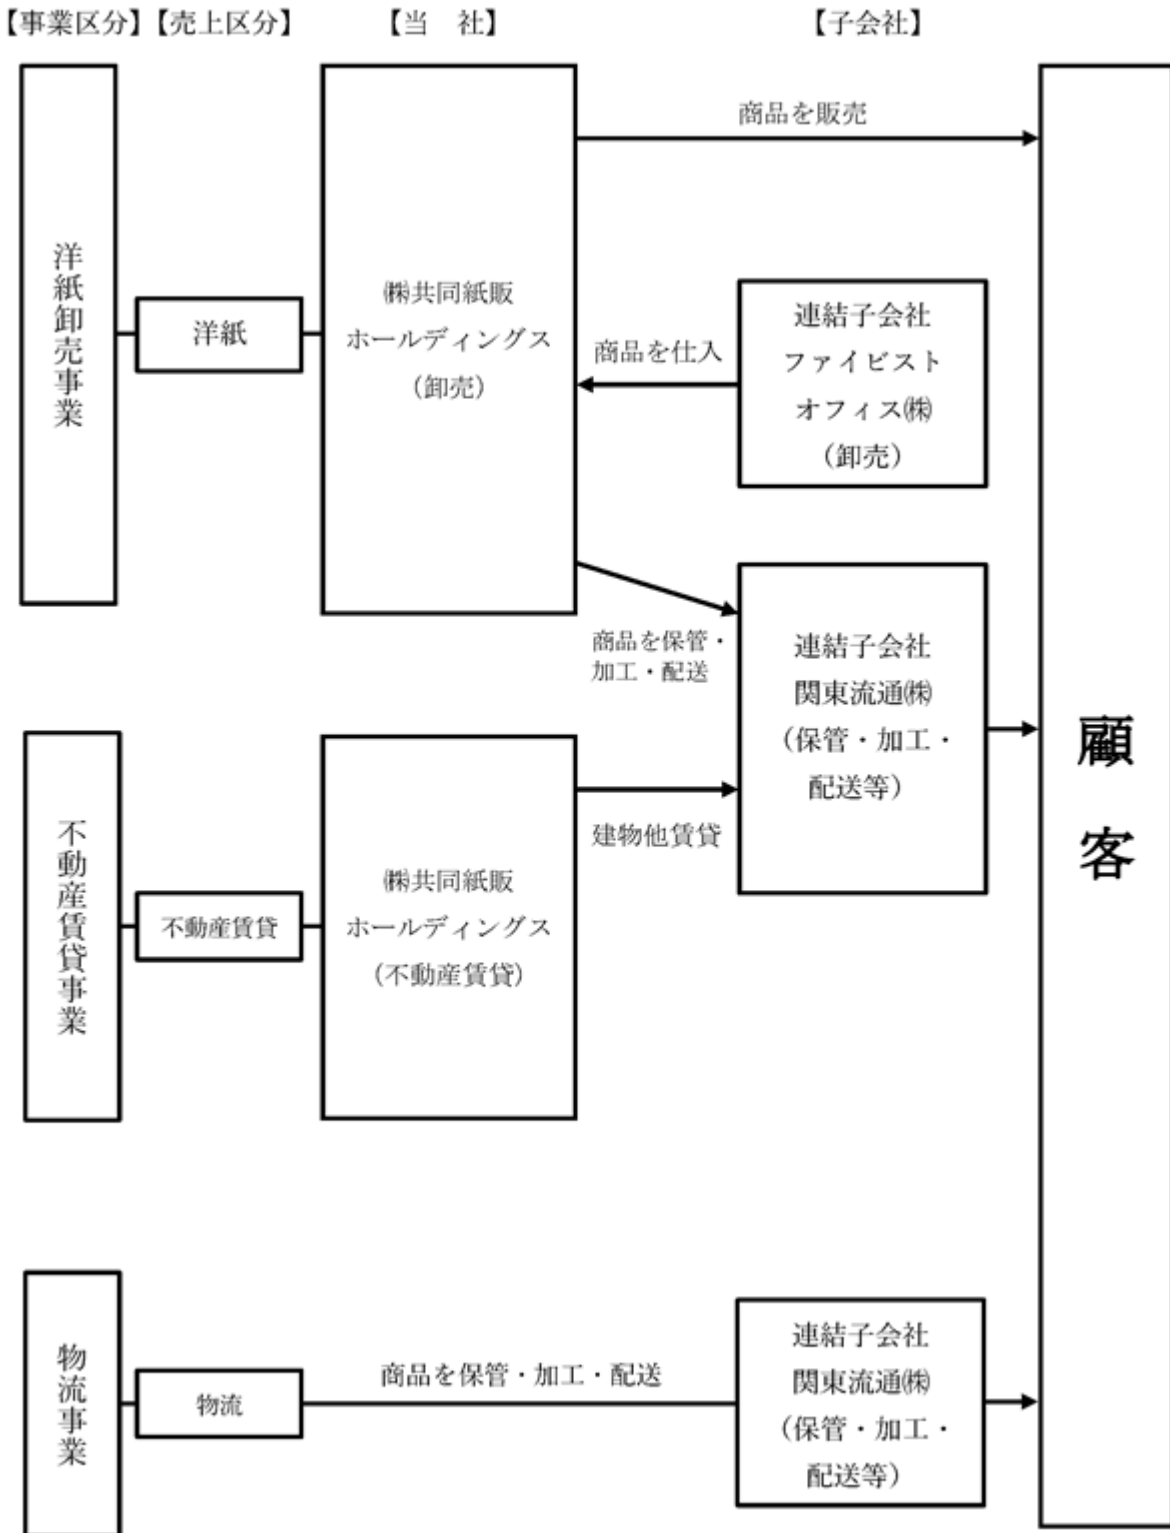 【事業区分】【売上区分】 【当　社】 【子会社】
商品を販売
洋紙卸売事業
洋紙
㈱共同紙販
ホールディングス
（卸売）
商品を仕入
連結子会社
ファイビスト
オフィス㈱
（卸売）
商品を保管・
加工・配送
連結子会社
関東流通㈱
（保管・加工・
配送等）
顧客
不動産賃貸事業
不動産賃貸
㈱共同紙販
ホールディングス
（不動産賃貸）
建物他賃貸
物流事業
物流
商品を保管・加工・配送
連結子会社
関東流通㈱
（保管・加工・
配送等）